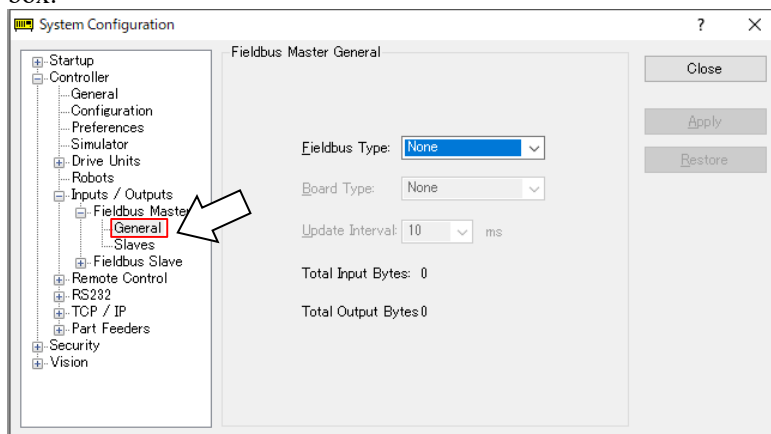 box.
System Configuration
? ×
Startup
Controller
General
Configuration
Preferences
Simulator
Drive Units
Robots
Inputs / Outputs
Fieldbus Master
General
Slaves
Fieldbus Slave
Remote Control
RS232
TCP / IP
Part Feeders
Security
Vision
Fieldbus Master General
Fieldbus Type: None
Board Type: None
Update Interval: 10 ms
Total Input Bytes: 0
Total Output Bytes 0
Close
Apply
Restore